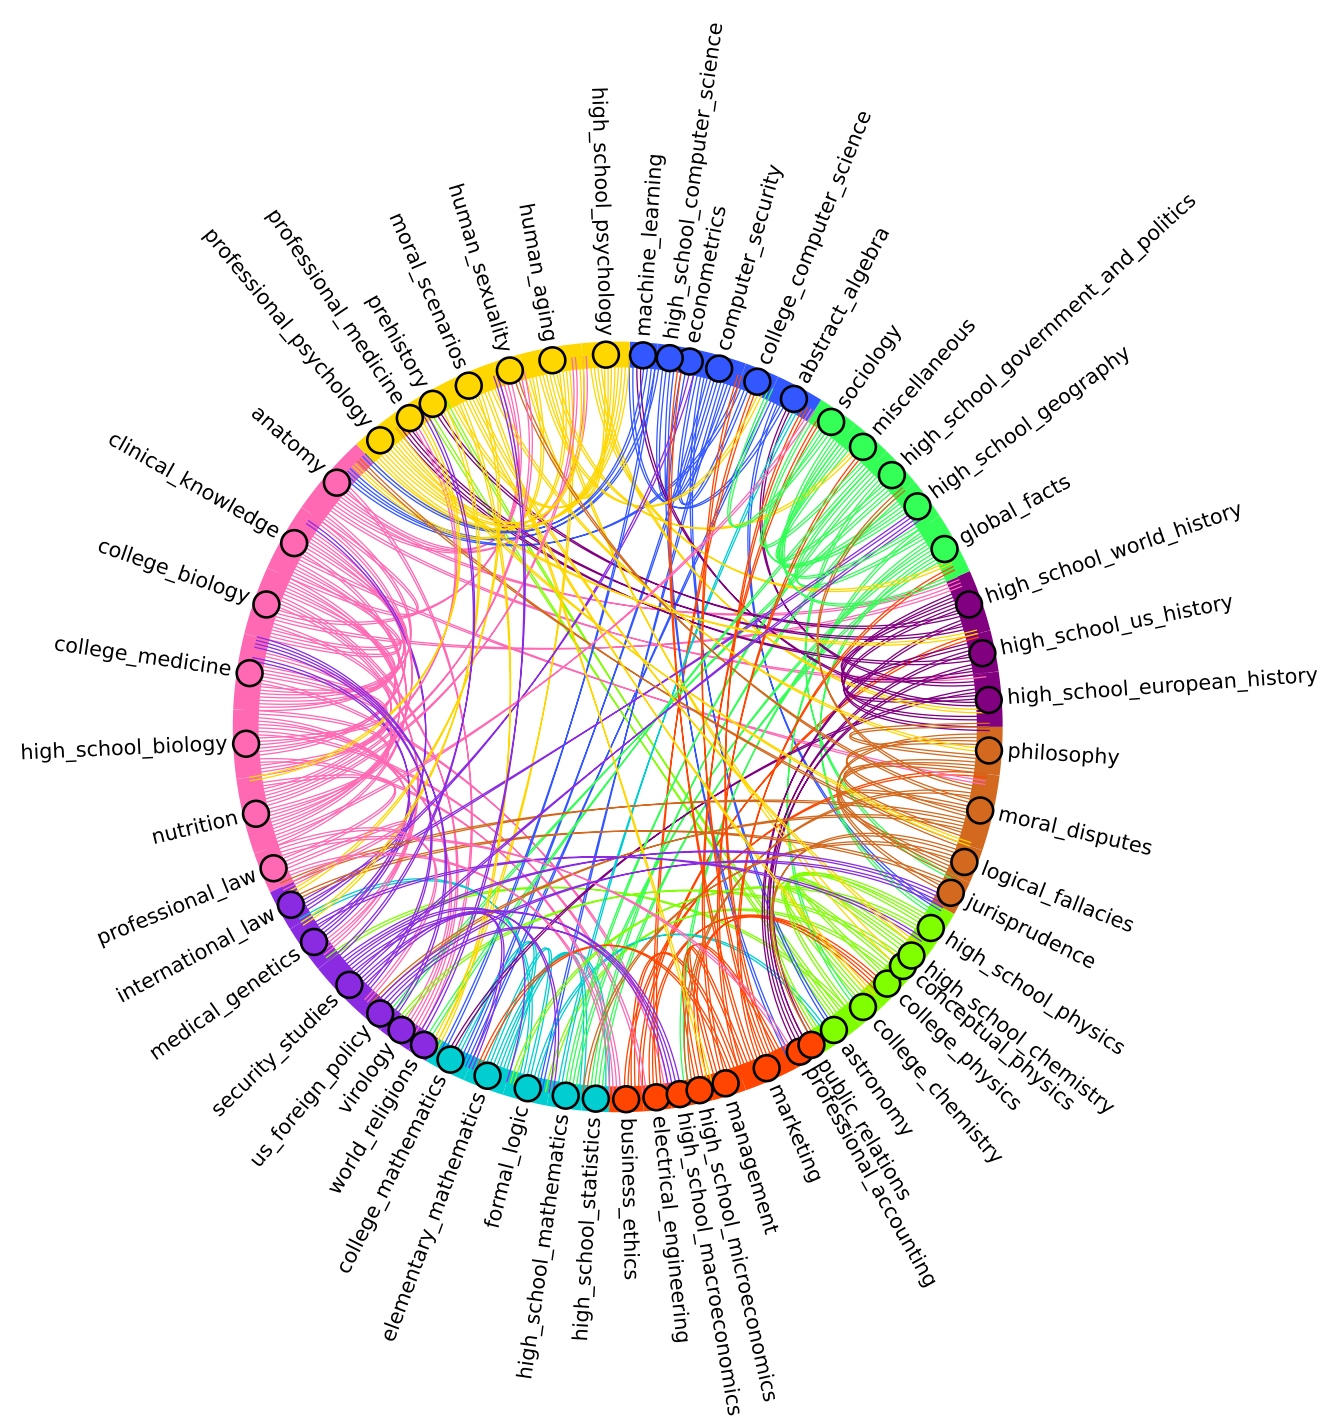 high_school_psychology
machine_learning
high_school_computer_science
econometrics
computer_security
college_computer_science
abstract_algebra
sociology
miscellaneous
high_school_government_and_politics
high_school_geography
global_facts
high_school_world_history
high_school_us_history
high_school_european_history
philosophy
moral_disputes
logical_fallacies
jurisprudence
high_school_physics
high_school_chemistry
conceptual_physics
college_physics
college_chemistry
astronomy
public_relations
professional_accounting
marketing
management
high_school_microeconomics
high_school_macroeconomics
electrical_engineering
business_ethics
high_school_statistics
high_school_mathematics
formal_logic
elementary_mathematics
college_mathematics
world_religions
virology
us_foreign_policy
security_studies
medical_genetics
international_law
professional_law
nutrition
high_school_biology
college_medicine
college_biology
clinical_knowledge
anatomy
professional_psychology
professional_medicine
prehistory
moral_scenarios
human_sexuality
human_aging